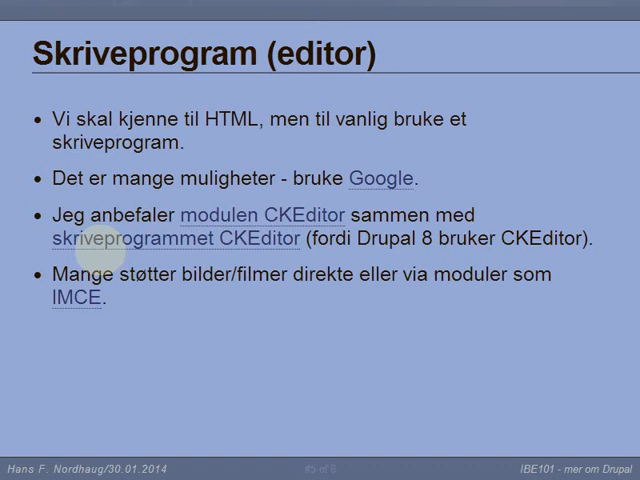 Skriveprogram (editor)
Vi skal kjenne til HTML, men til vanlig bruke et
skriveprogram.
Det er mange muligheter - bruke Google.
Jeg anbefaler modulen CKEditor sammen med
skriveprogrammet CKEditor (fordi Drupal 8 bruker CKEditor).
Mange støtter bilder/filmer direkte eller via moduler som
IMCE.
Hans F. Nordhaug/30.01.2014
IBE101 - mer om Drupal